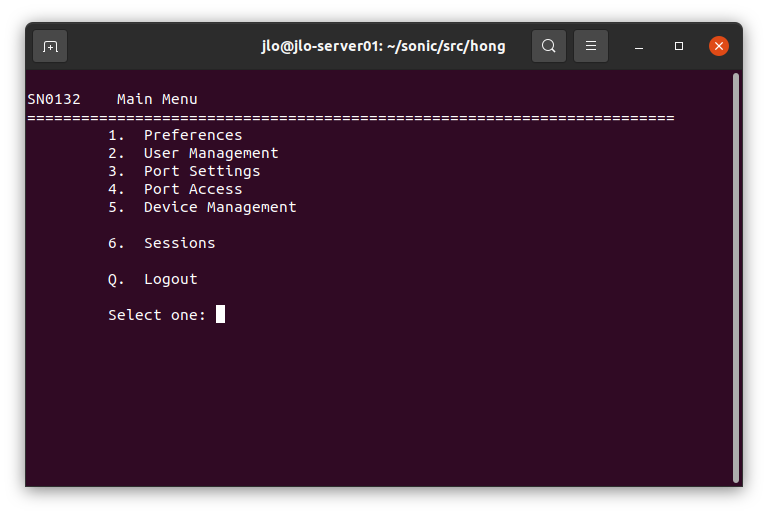 jlo@jlo-server01: ~/sonic/src/hong
SN0132    Main Menu
========================================================================
1.  Preferences
2.  User Management
3.  Port Settings
4.  Port Access
5.  Device Management
6.  Sessions
Q.  Logout
Select one: